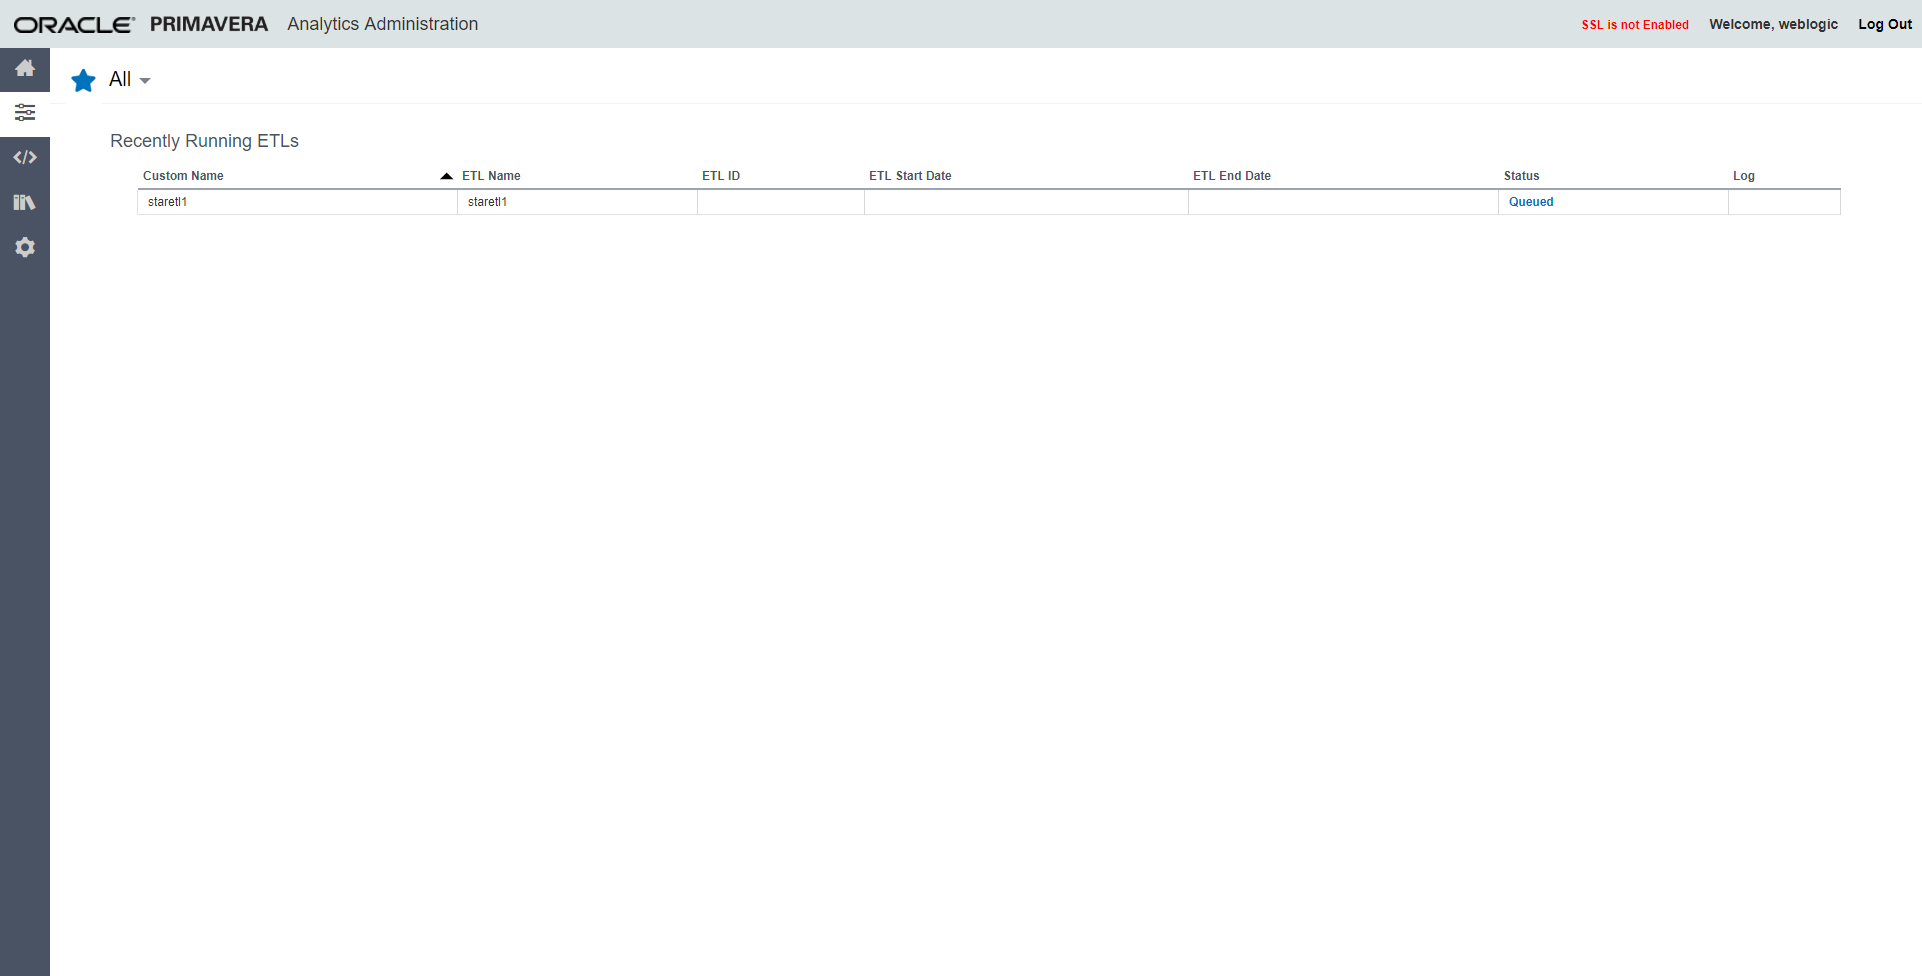 ORACLE® PRIMAVERA Analytics Administration SSL is not Enabled Welcome, weblogic Log Out
All
Recently Running ETLs
Custom Name ETL Name ETL ID ETL Start Date ETL End Date Status Log
staretl1 staretl1 Queued